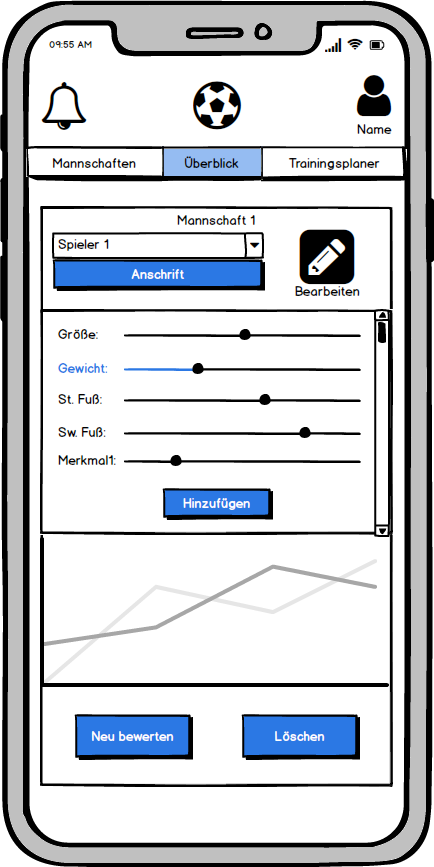 09:55 AM
Name
Mannschaften
Überblick
Trainingsplaner
Mannschaft 1
Spieler 1
Anschrift
Bearbeiten
Größe:
Gewicht:
St. Fuß:
Sw. Fuß:
Merkmal1:
Hinzufügen
Neu bewerten
Löschen